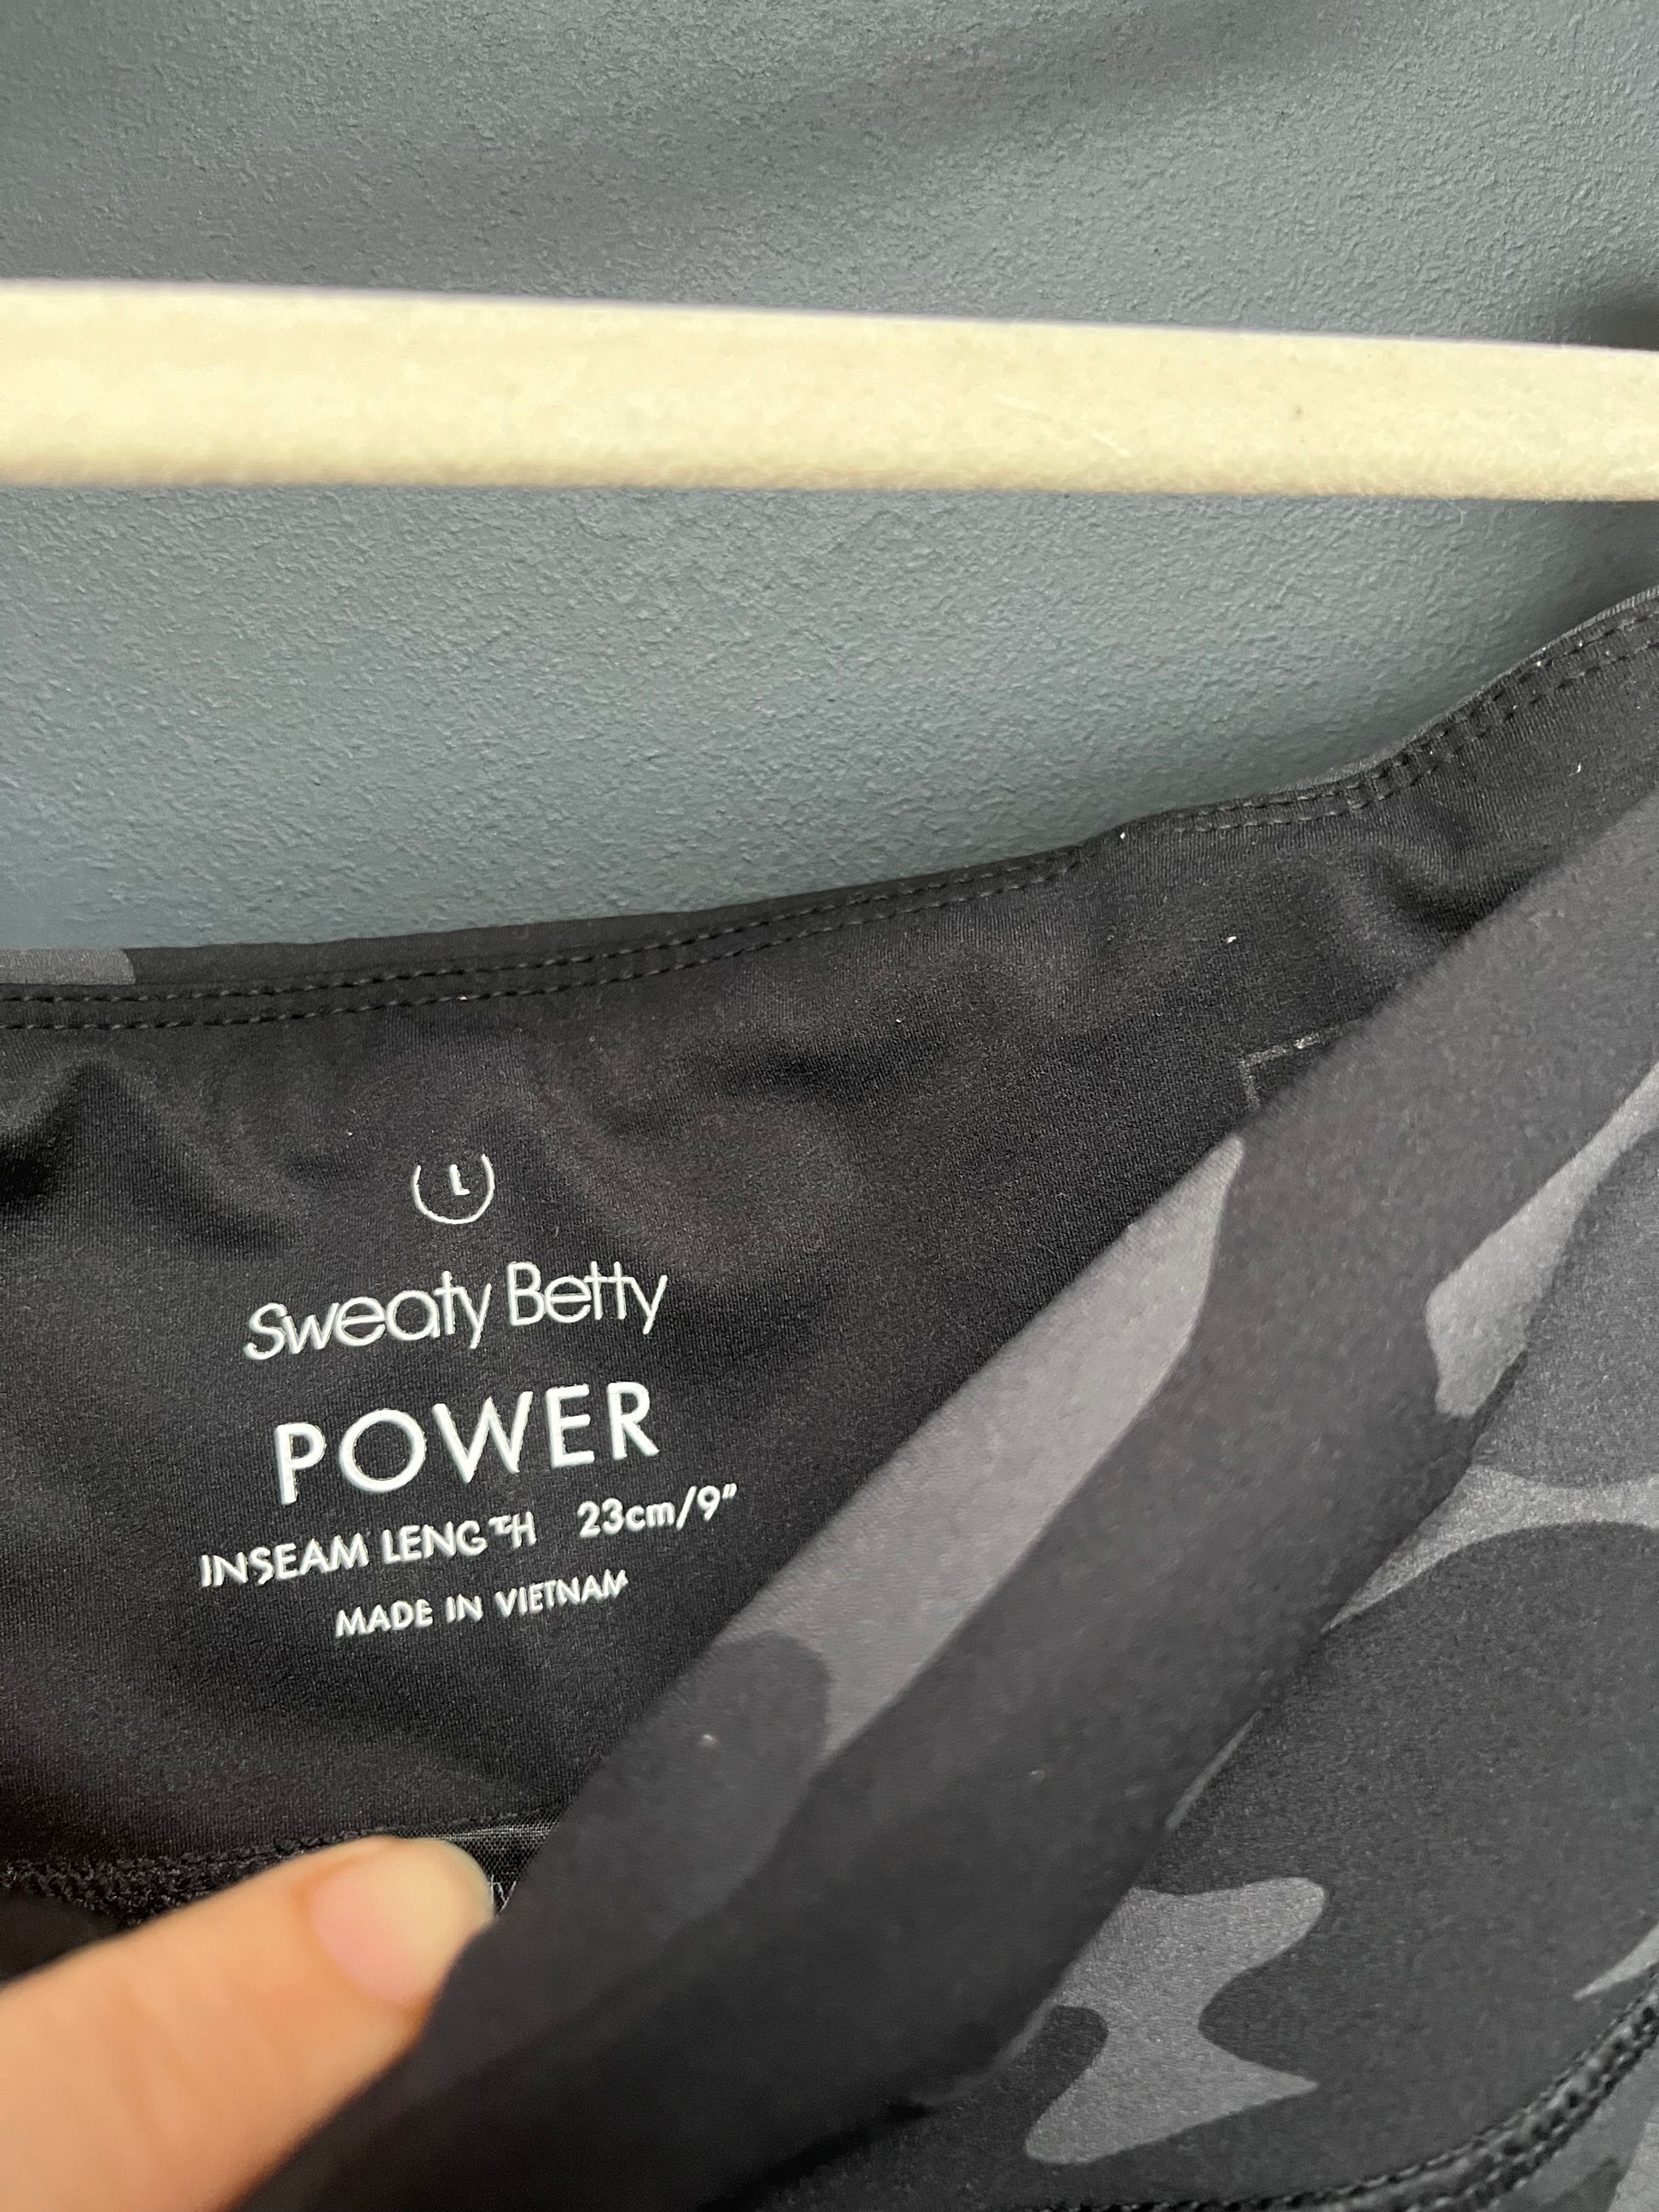 L
Sweaty Betty
POWER
INSEAM LENGTH 23cm/9"
MADE IN VIETNAM